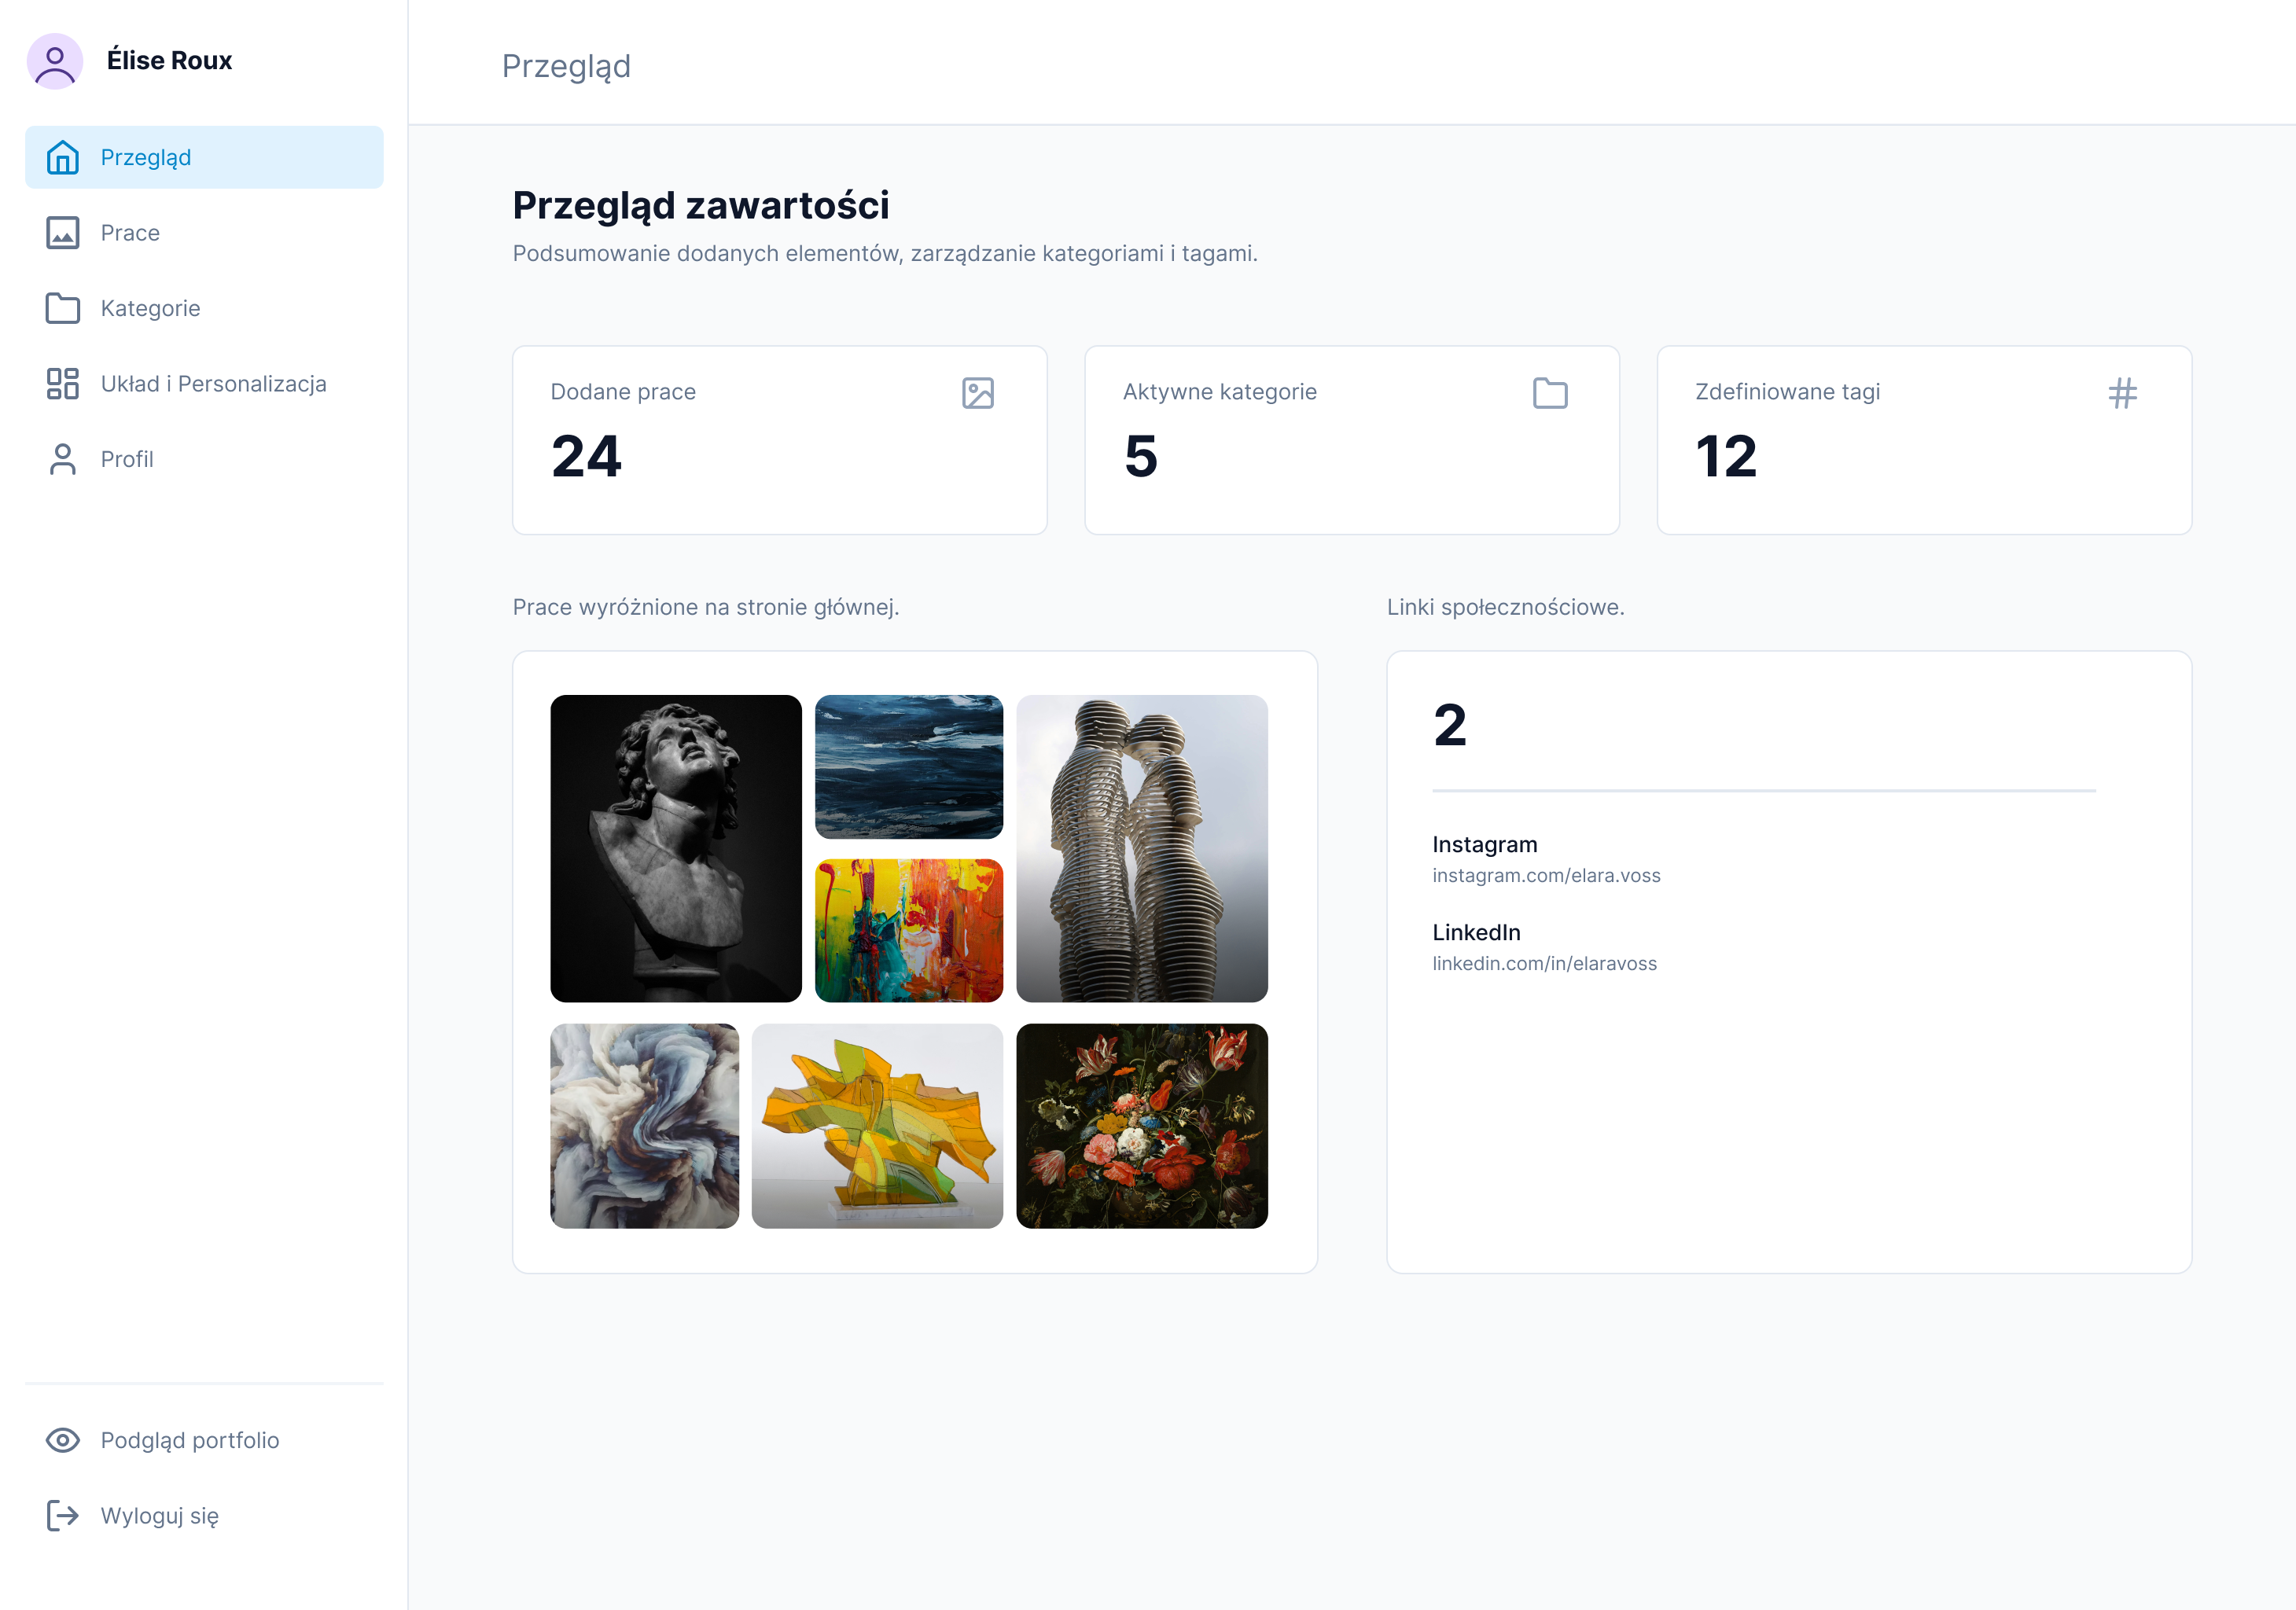 Élise Roux
Przegląd
Prace
Kategorie
Układ i Personalizacja
Profil
Podgląd portfolio
Wyloguj się
Przegląd
Przegląd zawartości
Podsumowanie dodanych elementów, zarządzanie kategoriami i tagami.
Dodane prace
24
Aktywne kategorie
5
Zdefiniowane tagi
12
Prace wyróżnione na stronie głównej.
Linki społecznościowe.
2
Instagram
instagram.com/elara.voss
LinkedIn
linkedin.com/in/elaravoss